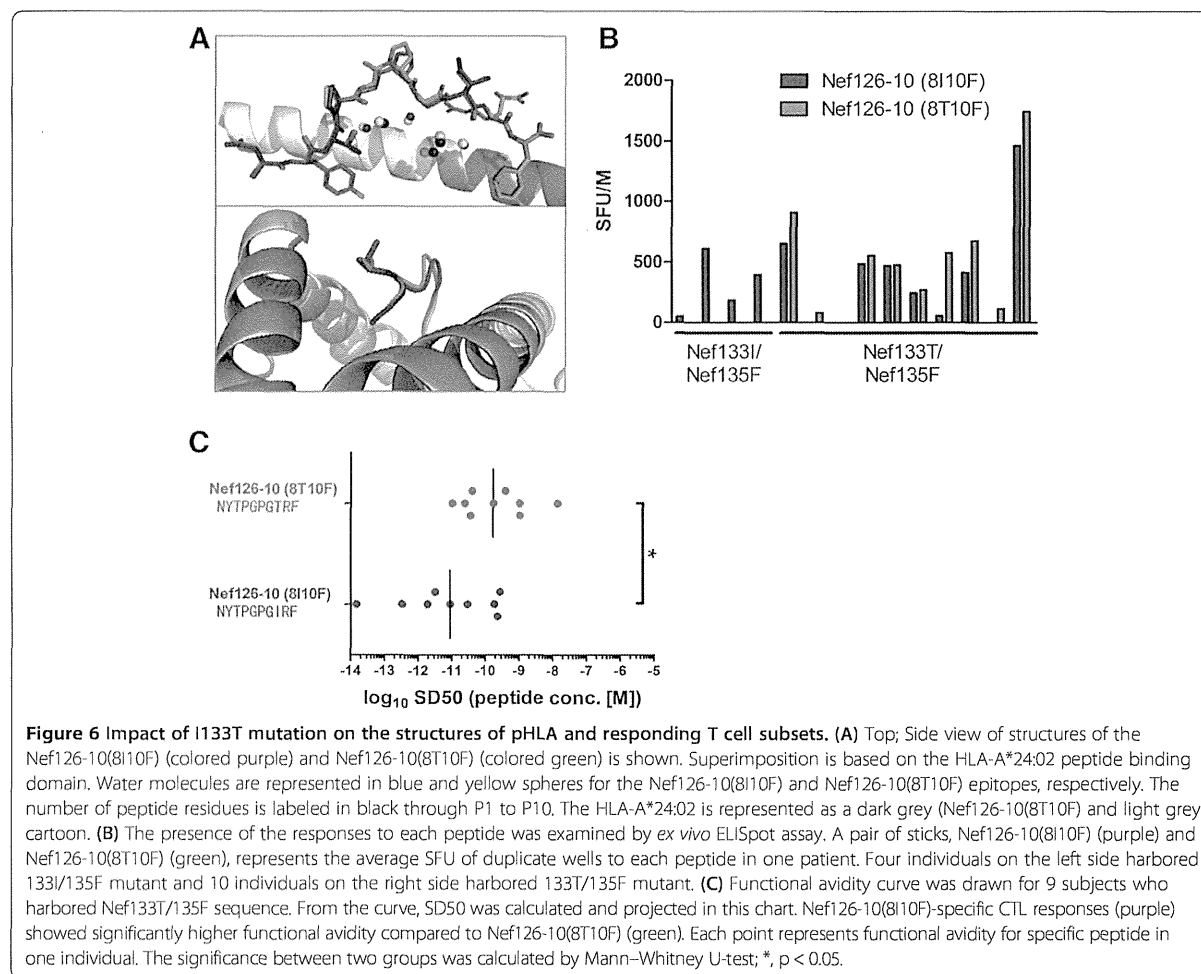 A
B
2000
1500
1000
500
0
SFU/M
Nef126-10 (8I10F)
Nef126-10 (8T10F)
Nef133I/
Nef135F
Nef133T/
Nef135F
C
Nef126-10 (8T10F)
NYTPGPGTRF
Nef126-10 (8I10F)
NYTPGPGIRF
*
-14 -13 -12 -11 -10 -9 -8 -7 -6 -5
log10 SD50 (peptide conc. [M])
Figure 6 Impact of I133T mutation on the structures of pHLA and responding T cell subsets. (A) Top; Side view of structures of the
Nef126-10(8I10F) (colored purple) and Nef126-10(8T10F) (colored green) is shown. Superimposition is based on the HLA-A*24:02 peptide binding
domain. Water molecules are represented in blue and yellow spheres for the Nef126-10(8I10F) and Nef126-10(8T10F) epitopes, respectively. The
number of peptide residues is labeled in black through P1 to P10. The HLA-A*24:02 is represented as a dark grey (Nef126-10(8T10F) and light grey
cartoon. (B) The presence of the responses to each peptide was examined by ex vivo ELISpot assay. A pair of sticks, Nef126-10(8I10F) (purple) and
Nef126-10(8T10F) (green), represents the average SFU of duplicate wells to each peptide in one patient. Four individuals on the left side harbored
133I/135F mutant and 10 individuals on the right side harbored 133T/135F mutant. (C) Functional avidity curve was drawn for 9 subjects who
harbored Nef133T/135F sequence. From the curve, SD50 was calculated and projected in this chart. Nef126-10(8I10F)-specific CTL responses (purple)
showed significantly higher functional avidity compared to Nef126-10(8T10F) (green). Each point represents functional avidity for specific peptide in
one individual. The significance between two groups was calculated by Mann–Whitney U-test; *, p < 0.05.